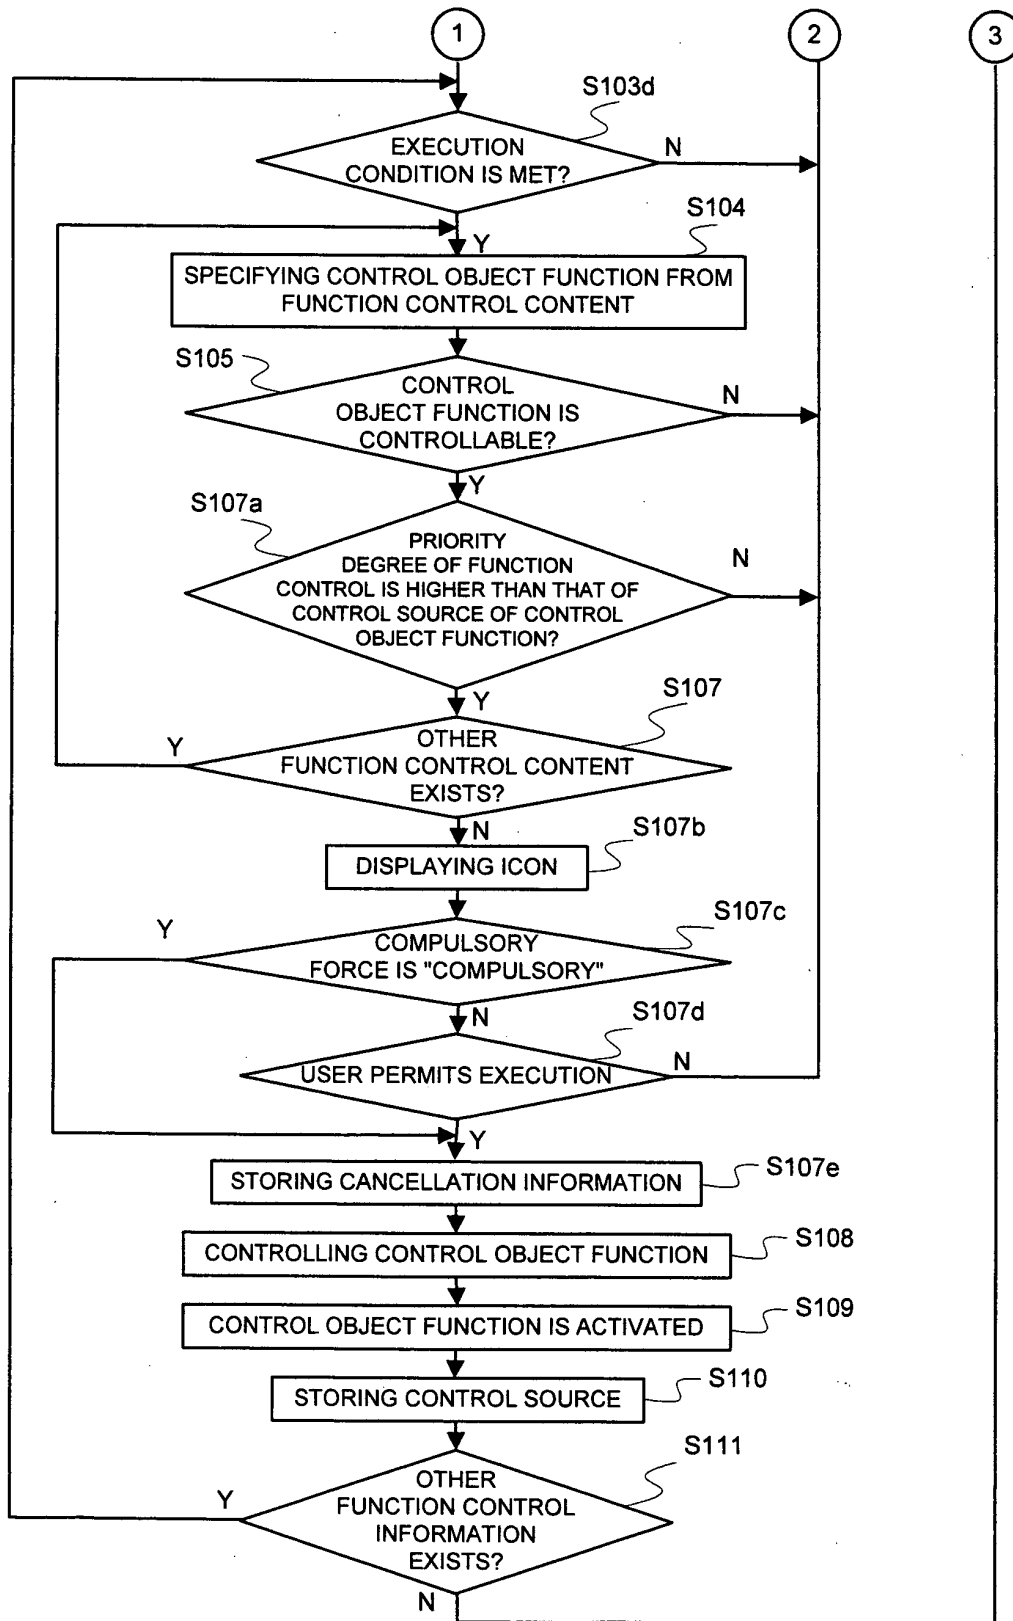 1
2
3
S103d
EXECUTION
CONDITION IS MET?
N
S104
Y
SPECIFYING CONTROL OBJECT FUNCTION FROM
FUNCTION CONTROL CONTENT
S105
CONTROL
OBJECT FUNCTION IS
CONTROLLABLE?
N
Y
S107a
PRIORITY
DEGREE OF FUNCTION
CONTROL IS HIGHER THAN THAT OF
CONTROL SOURCE OF CONTROL
OBJECT FUNCTION?
N
Y
S107
OTHER
FUNCTION CONTROL CONTENT
EXISTS?
Y
N
S107b
DISPLAYING ICON
S107c
Y
COMPULSORY
FORCE IS "COMPULSORY"
N
S107d
USER PERMITS EXECUTION
N
Y
STORING CANCELLATION INFORMATION
S107e
CONTROLLING CONTROL OBJECT FUNCTION
S108
CONTROL OBJECT FUNCTION IS ACTIVATED
S109
STORING CONTROL SOURCE
S110
S111
OTHER
FUNCTION CONTROL
INFORMATION
EXISTS?
Y
N